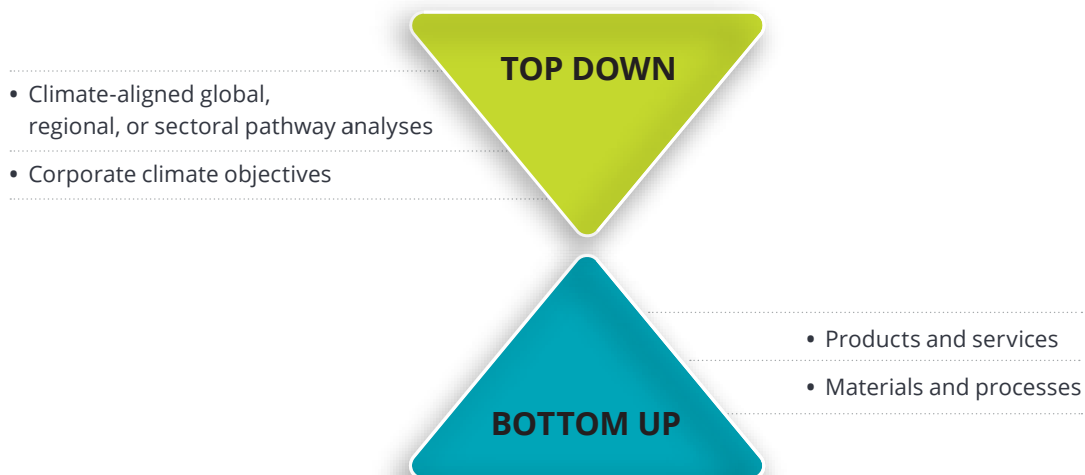 TOP DOWN
• Climate-aligned global,
regional, or sectoral pathway analyses
• Corporate climate objectives
• Products and services
• Materials and processes
BOTTOM UP